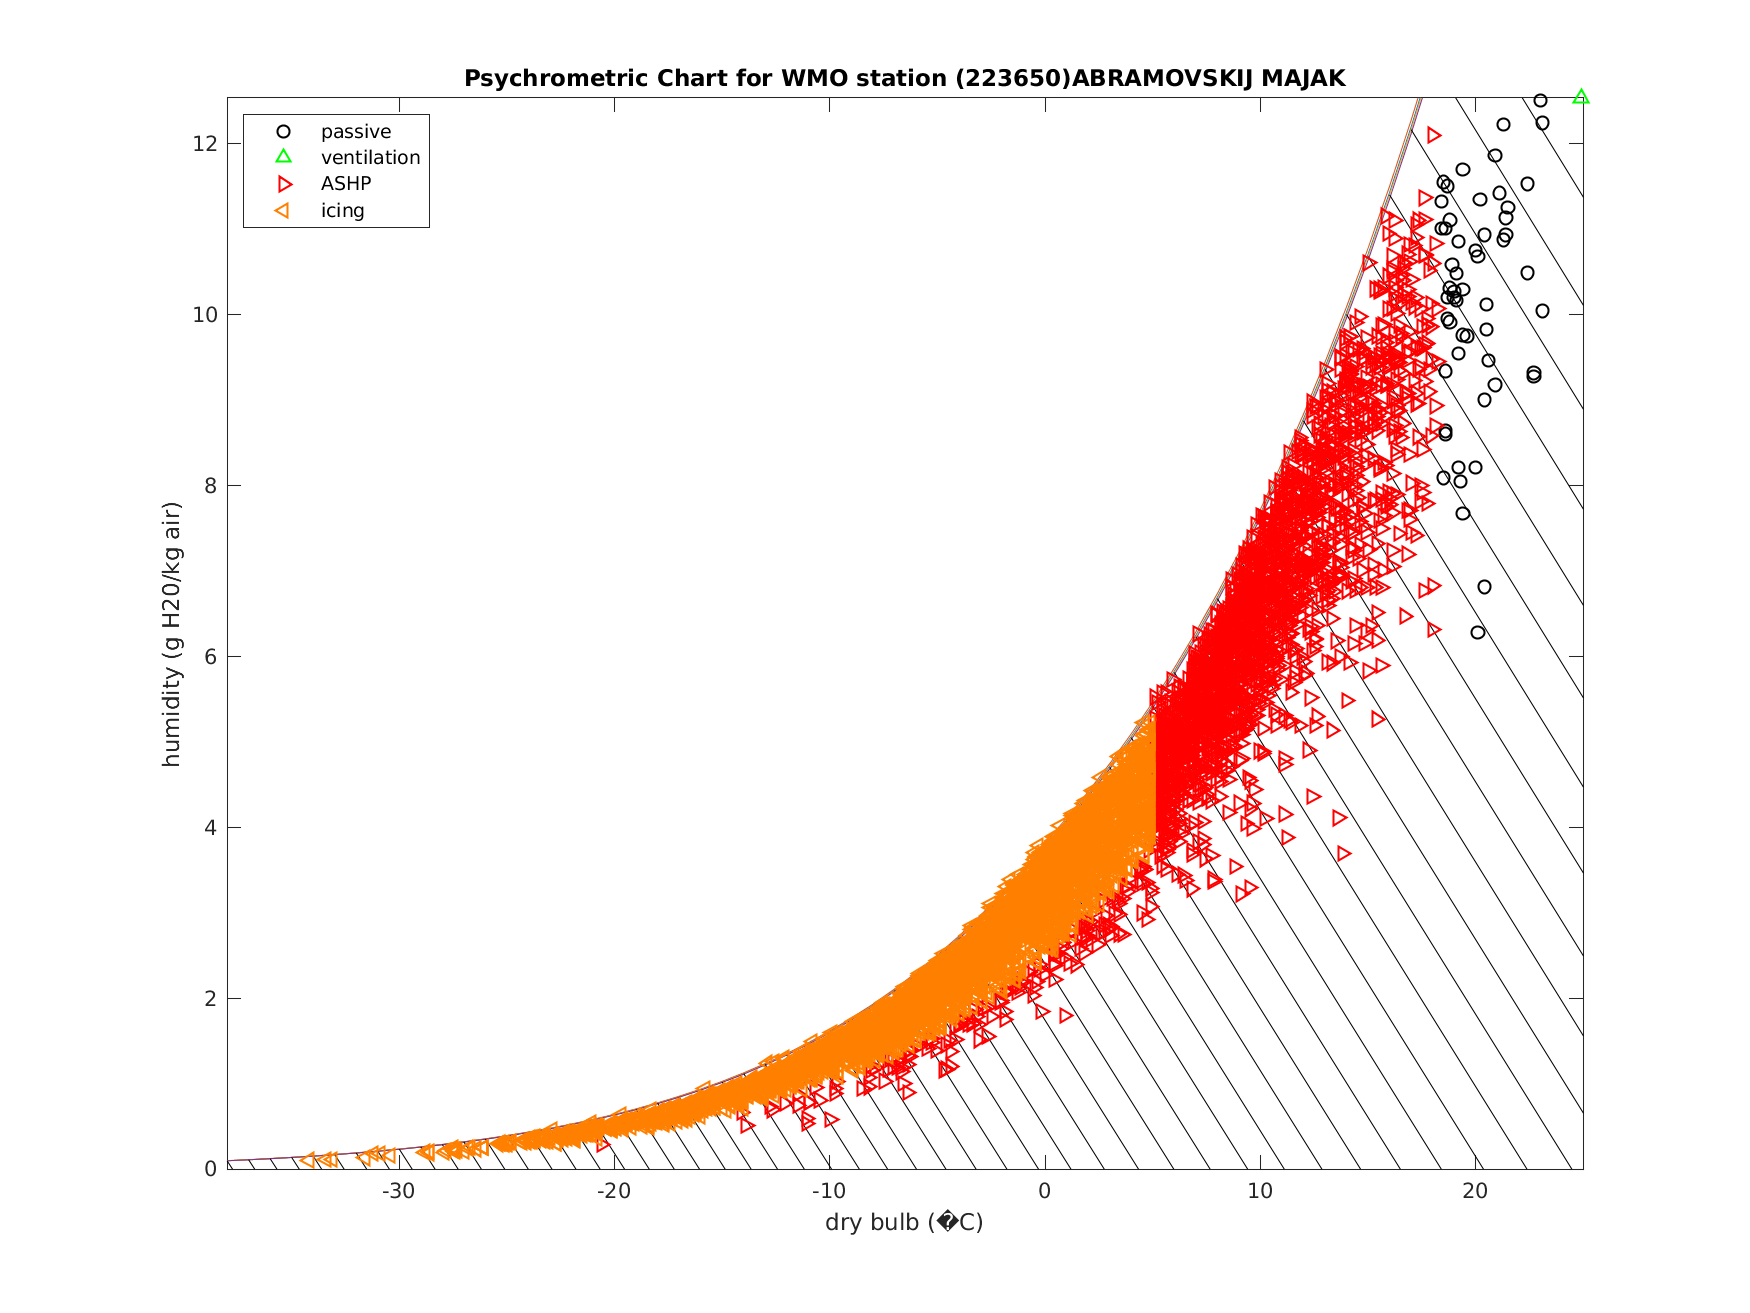 Psychrometric Chart for WMO station (223650)ABRAMOVSKIJ MAJAK
passive
ventilation
ASHP
icing
humidity (g H20/kg air)
12
10
8
6
4
2
0
-30
-20
-10
0
10
20
dry bulb (�C)